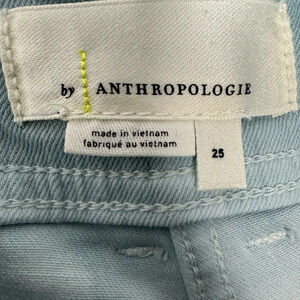 by ANTHROPOLOGIE
made in vietnam
fabriqué au vietnam
25